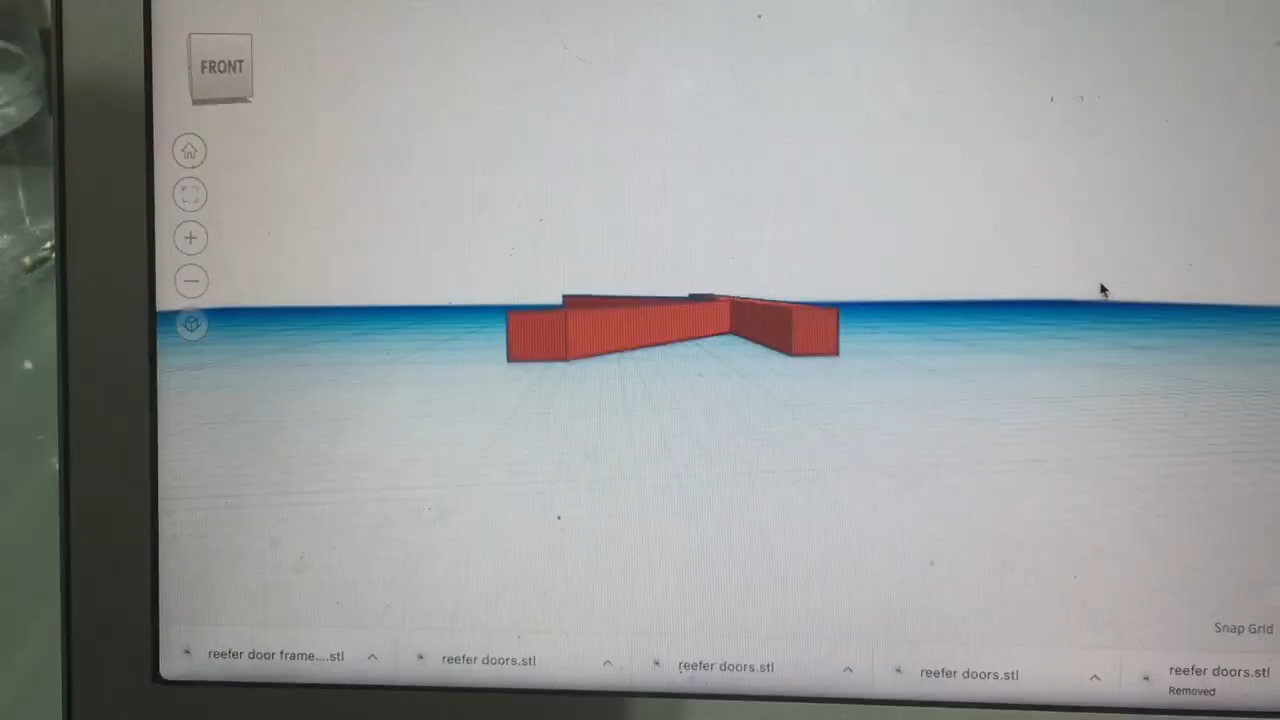 FRONT
Snap Grid
reefer door frame....stl
reefer doors.stl
reefer doors.stl
reefer doors.stl
reefer doors.stl
Removed